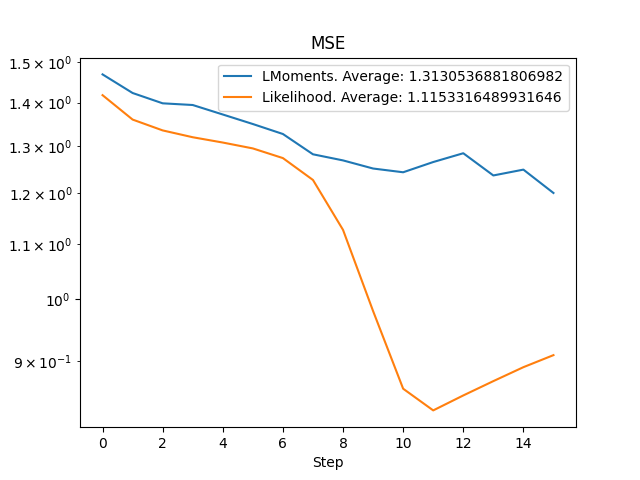 MSE
LMoments. Average: 1.3130536881806982
Likelihood. Average: 1.1153316489931646
1.5 × 10⁰
1.4 × 10⁰
1.3 × 10⁰
1.2 × 10⁰
1.1 × 10⁰
10⁰
9 × 10⁻¹
0 2 4 6 8 10 12 14
Step